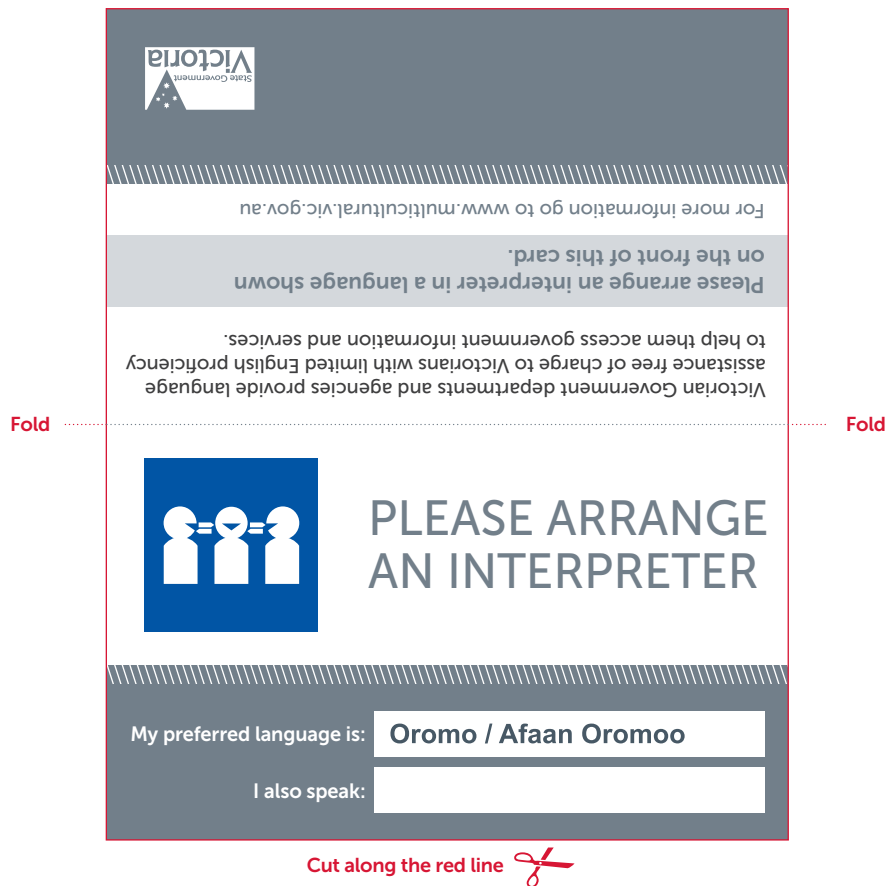 State Government
Victoria
For more information go to www.multicultural.vic.gov.au
Please arrange an interpreter in a language shown
on the front of this card.
Victorian Government departments and agencies provide language
assistance free of charge to Victorians with limited English proficiency
to help them access government information and services.
Fold
Fold
PLEASE ARRANGE
AN INTERPRETER
My preferred language is: Oromo / Afaan Oromoo
I also speak:
Cut along the red line